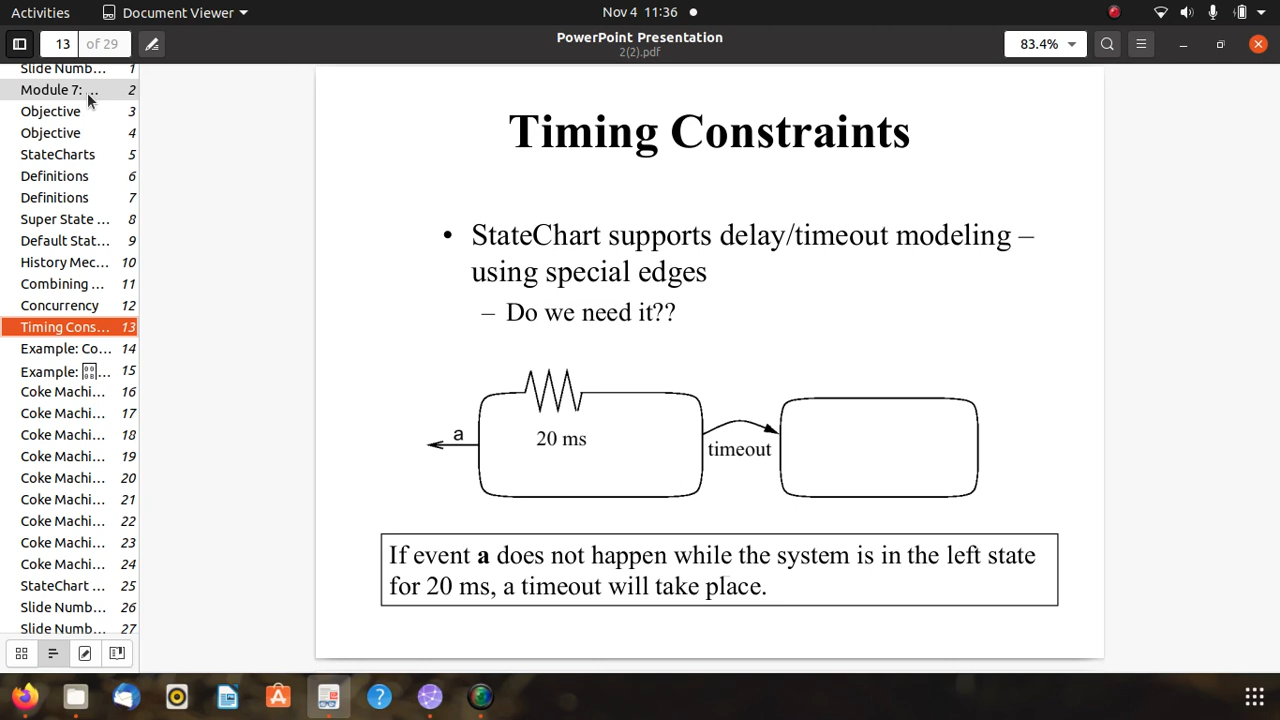 Activities
Document Viewer
Nov 4 11:36
13
of 29
PowerPoint Presentation
2(2).pdf
83.4%
Slide Numb... 1
Module 7: ... 2
Objective 3
Objective 4
StateCharts 5
Definitions 6
Definitions 7
Super State ... 8
Default Stat... 9
History Mec... 10
Combining ... 11
Concurrency 12
Timing Cons... 13
Example: Co... 14
Example: ... 15
Coke Machi... 16
Coke Machi... 17
Coke Machi... 18
Coke Machi... 19
Coke Machi... 20
Coke Machi... 21
Coke Machi... 22
Coke Machi... 23
Coke Machi... 24
StateChart ... 25
Slide Numb... 26
Slide Numb... 27
Timing Constraints
• StateChart supports delay/timeout modeling –
using special edges
– Do we need it??
a
20 ms
timeout
If event a does not happen while the system is in the left state
for 20 ms, a timeout will take place.